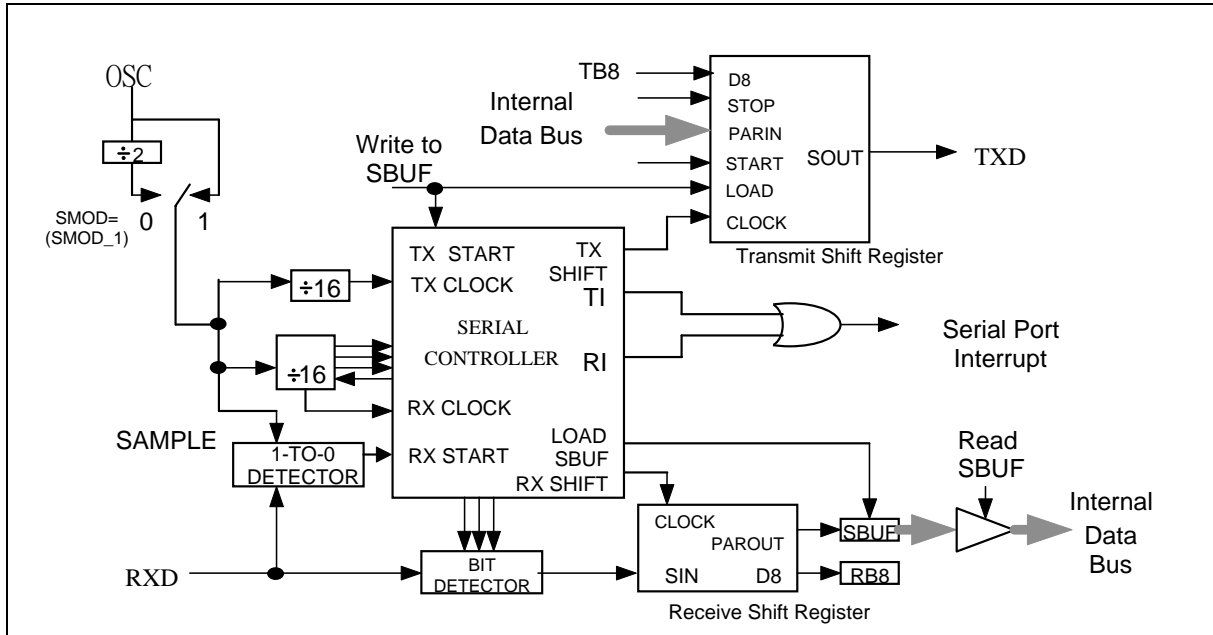 OSC
÷2
SMOD=
(SMOD_1)
0
1
Write to
SBUF
Internal
Data Bus
TB8
D8
STOP
PARIN
START
LOAD
CLOCK
SOUT
TXD
Transmit Shift Register
÷16
÷16
TX START
TX CLOCK
SERIAL
CONTROLLER
RX CLOCK
RX START
TX
SHIFT
TI
RI
LOAD
SBUF
RX SHIFT
Serial Port
Interrupt
SAMPLE
1-TO-0
DETECTOR
RXD
BIT
DETECTOR
CLOCK
PAROUT
SIN
D8
Receive Shift Register
SBUF
RB8
Read
SBUF
Internal
Data
Bus